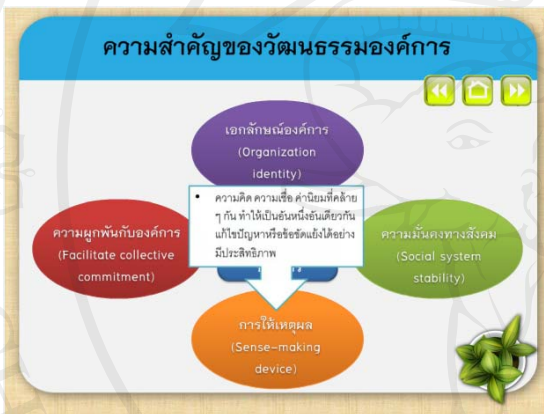 ความสำคัญของวัฒนธรรมองค์การ
เอกลักษณ์องค์การ
(Organization
identity)
• ความคิด ความเชื่อ ค่านิยมที่คล้าย
ๆ กัน ทำให้เป็นอันหนึ่งอันเดียวกัน
แก้ไขปัญหาหรือข้อขัดแย้งได้อย่าง
มีประสิทธิภาพ
ความผูกพันกับองค์การ
(Facilitate collective
commitment)
ความมั่นคงทางสังคม
(Social system
stability)
การให้เหตุผล
(Sense-making
device)